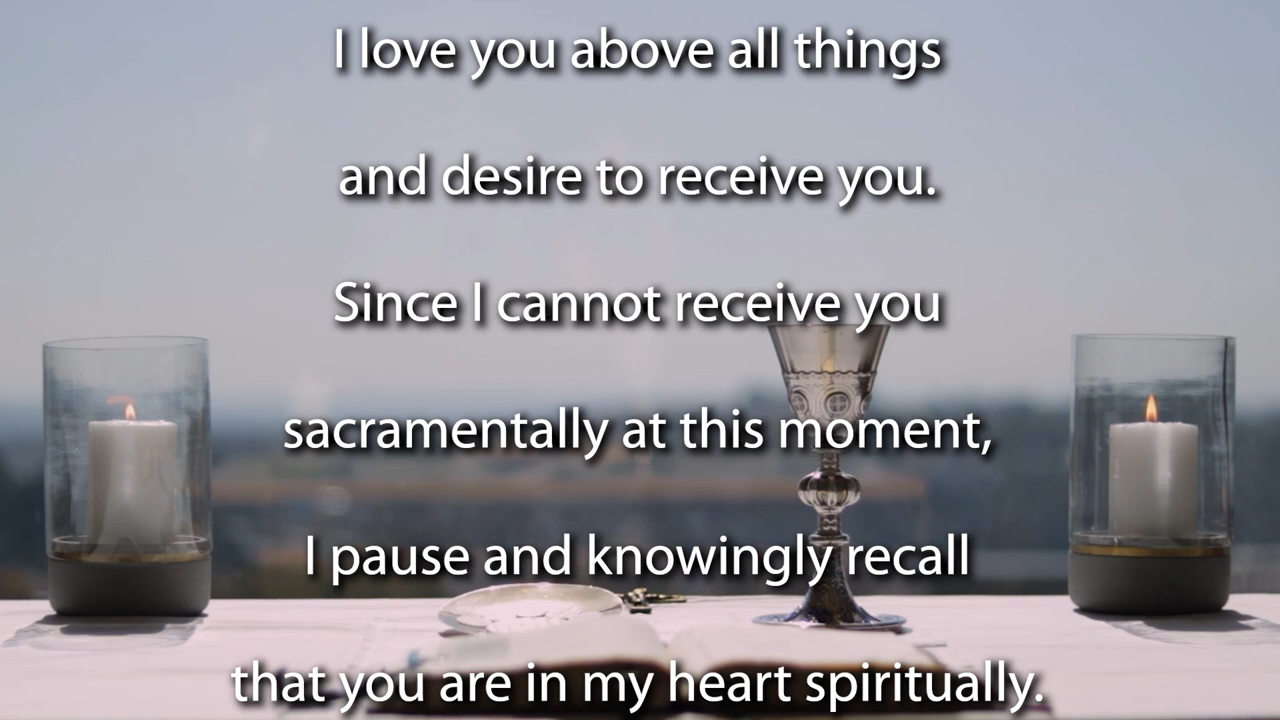 I love you above all things
and desire to receive you.
Since I cannot receive you
sacramentally at this moment,
I pause and knowingly recall
that you are in my heart spiritually.